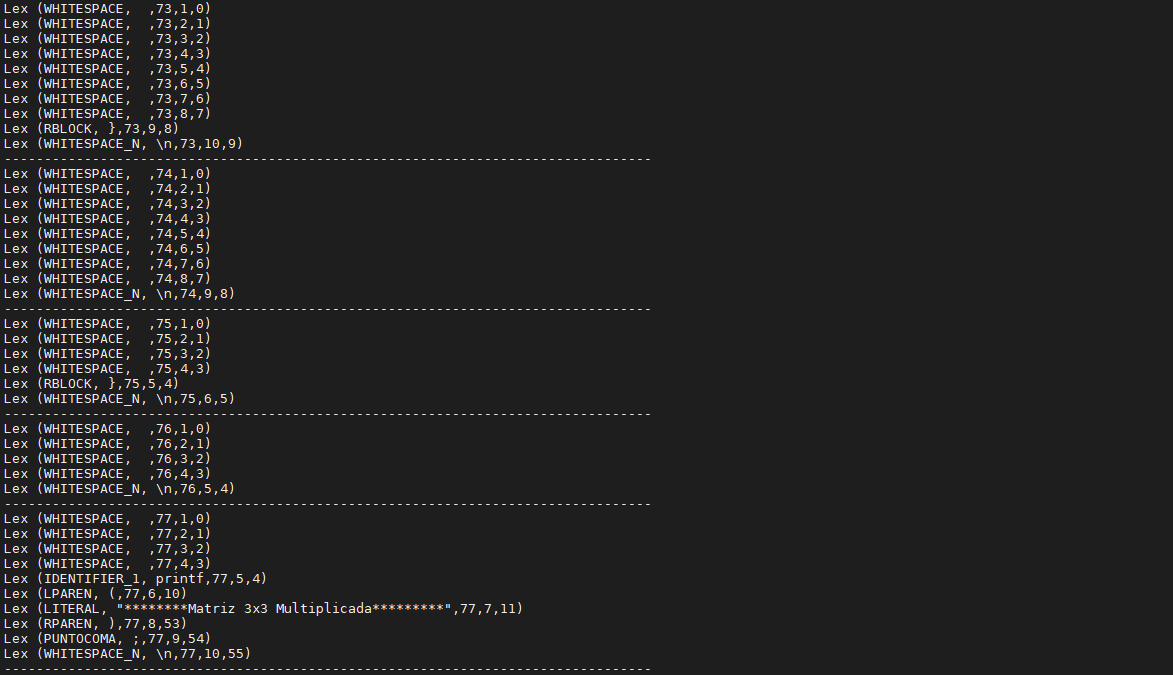 Lex (WHITESPACE,  ,73,1,0)
Lex (WHITESPACE,  ,73,2,1)
Lex (WHITESPACE,  ,73,3,2)
Lex (WHITESPACE,  ,73,4,3)
Lex (WHITESPACE,  ,73,5,4)
Lex (WHITESPACE,  ,73,6,5)
Lex (WHITESPACE,  ,73,7,6)
Lex (WHITESPACE,  ,73,8,7)
Lex (RBLOCK, },73,9,8)
Lex (WHITESPACE_N, \n,73,10,9)
---------------------------------------------------------------------------------
Lex (WHITESPACE,  ,74,1,0)
Lex (WHITESPACE,  ,74,2,1)
Lex (WHITESPACE,  ,74,3,2)
Lex (WHITESPACE,  ,74,4,3)
Lex (WHITESPACE,  ,74,5,4)
Lex (WHITESPACE,  ,74,6,5)
Lex (WHITESPACE,  ,74,7,6)
Lex (WHITESPACE,  ,74,8,7)
Lex (WHITESPACE_N, \n,74,9,8)
---------------------------------------------------------------------------------
Lex (WHITESPACE,  ,75,1,0)
Lex (WHITESPACE,  ,75,2,1)
Lex (WHITESPACE,  ,75,3,2)
Lex (WHITESPACE,  ,75,4,3)
Lex (RBLOCK, },75,5,4)
Lex (WHITESPACE_N, \n,75,6,5)
---------------------------------------------------------------------------------
Lex (WHITESPACE,  ,76,1,0)
Lex (WHITESPACE,  ,76,2,1)
Lex (WHITESPACE,  ,76,3,2)
Lex (WHITESPACE,  ,76,4,3)
Lex (WHITESPACE_N, \n,76,5,4)
---------------------------------------------------------------------------------
Lex (WHITESPACE,  ,77,1,0)
Lex (WHITESPACE,  ,77,2,1)
Lex (WHITESPACE,  ,77,3,2)
Lex (WHITESPACE,  ,77,4,3)
Lex (IDENTIFIER_1, printf,77,5,4)
Lex (LPAREN, (,77,6,10)
Lex (LITERAL, "********Matriz 3x3 Multiplicada*********",77,7,11)
Lex (RPAREN, ),77,8,53)
Lex (PUNTOCOMA, ;,77,9,54)
Lex (WHITESPACE_N, \n,77,10,55)
---------------------------------------------------------------------------------